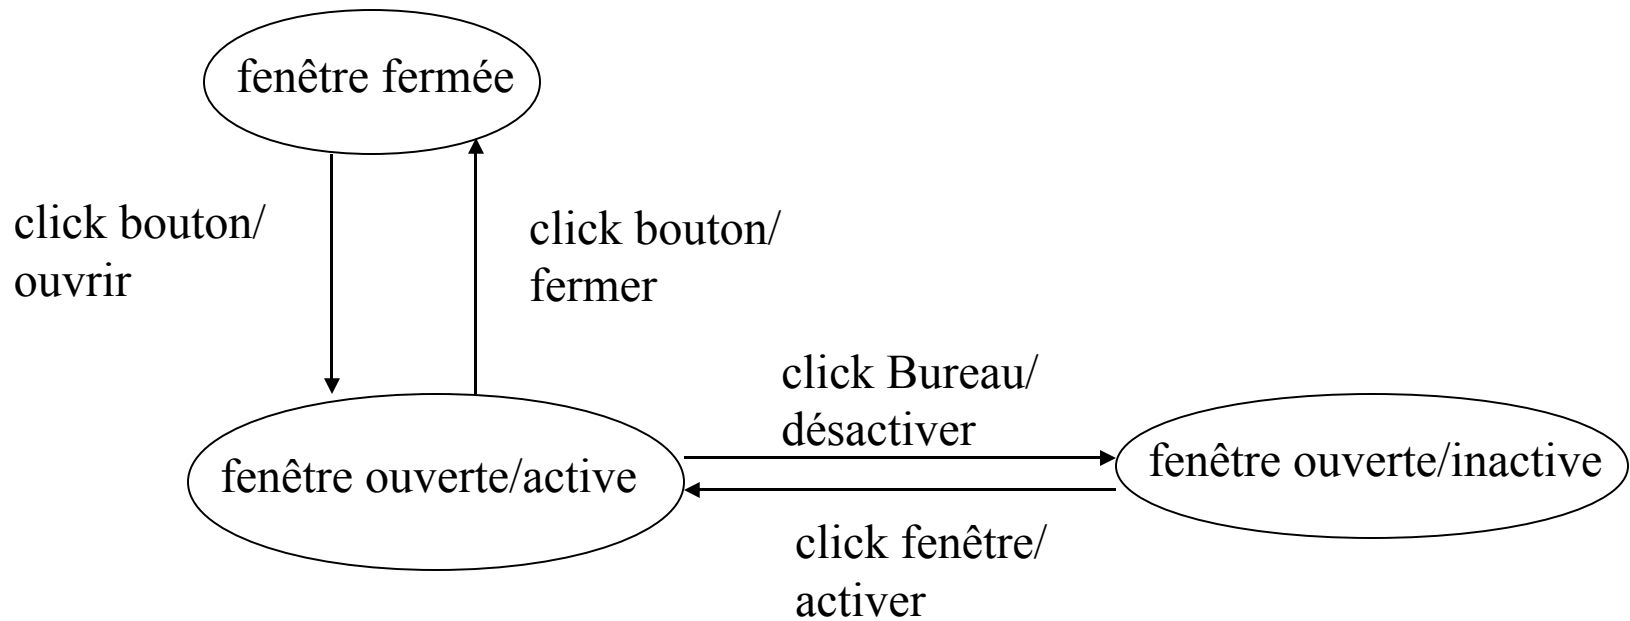 fenêtre fermée
click bouton/
ouvrir
click bouton/
fermer
click Bureau/
désactiver
fenêtre ouverte/active
fenêtre ouverte/inactive
click fenêtre/
activer